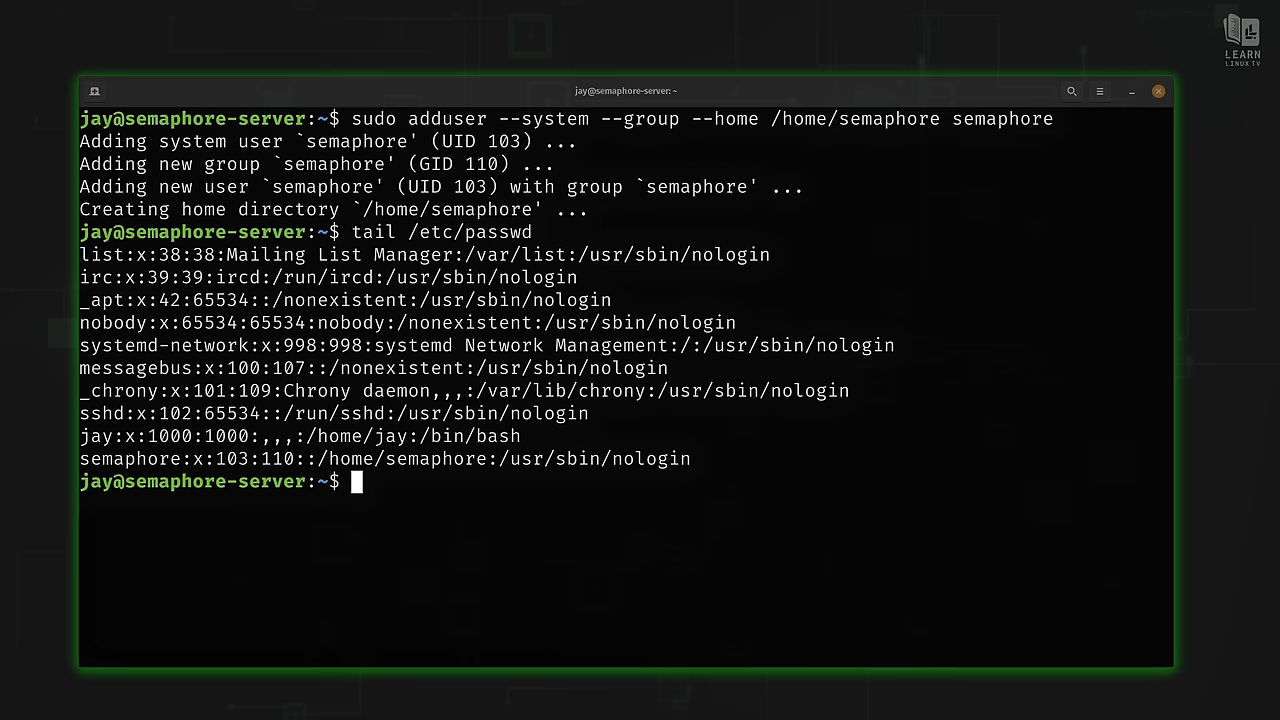 LEARN
LINUX TV
jay@semaphore-server:~
jay@semaphore-server:~$ sudo adduser --system --group --home /home/semaphore semaphore
Adding system user `semaphore' (UID 103) ...
Adding new group `semaphore' (GID 110) ...
Adding new user `semaphore' (UID 103) with group `semaphore' ...
Creating home directory `/home/semaphore' ...
jay@semaphore-server:~$ tail /etc/passwd
list:x:38:38:Mailing List Manager:/var/list:/usr/sbin/nologin
irc:x:39:39:ircd:/run/ircd:/usr/sbin/nologin
_apt:x:42:65534::/nonexistent:/usr/sbin/nologin
nobody:x:65534:65534:nobody:/nonexistent:/usr/sbin/nologin
systemd-network:x:998:998:systemd Network Management:/:/usr/sbin/nologin
messagebus:x:100:107::/nonexistent:/usr/sbin/nologin
_chrony:x:101:109:Chrony daemon,,,:/var/lib/chrony:/usr/sbin/nologin
sshd:x:102:65534::/run/sshd:/usr/sbin/nologin
jay:x:1000:1000:,,,:/home/jay:/bin/bash
semaphore:x:103:110::/home/semaphore:/usr/sbin/nologin
jay@semaphore-server:~$